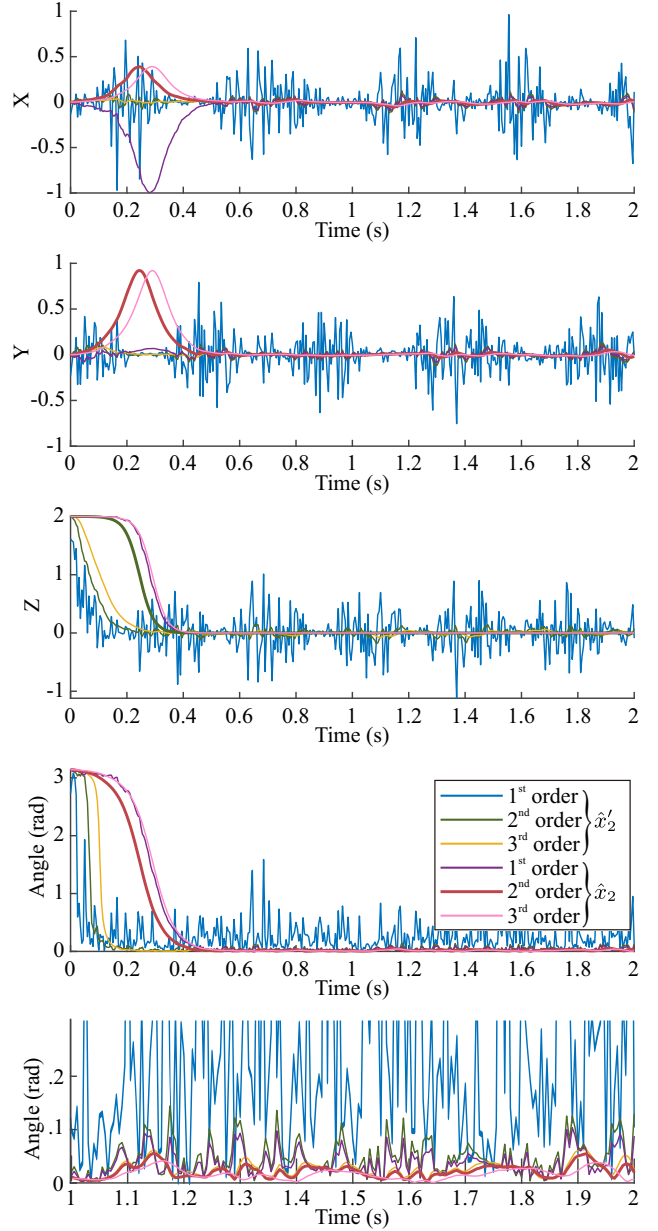 1
0.5
0
-0.5
-1
X
0 0.2 0.4 0.6 0.8 1 1.2 1.4 1.6 1.8 2
Time (s)
1
0.5
0
-0.5
-1
Y
0 0.2 0.4 0.6 0.8 1 1.2 1.4 1.6 1.8 2
Time (s)
2
1
0
-1
Z
0 0.2 0.4 0.6 0.8 1 1.2 1.4 1.6 1.8 2
Time (s)
3
2
1
0
Angle (rad)
1st order
2nd order
3rd order
x̂′₂
1st order
2nd order
3rd order
x̂₂
0 0.2 0.4 0.6 0.8 1 1.2 1.4 1.6 1.8 2
Time (s)
.2
.1
0
Angle (rad)
1 1.1 1.2 1.3 1.4 1.5 1.6 1.7 1.8 1.9 2
Time (s)